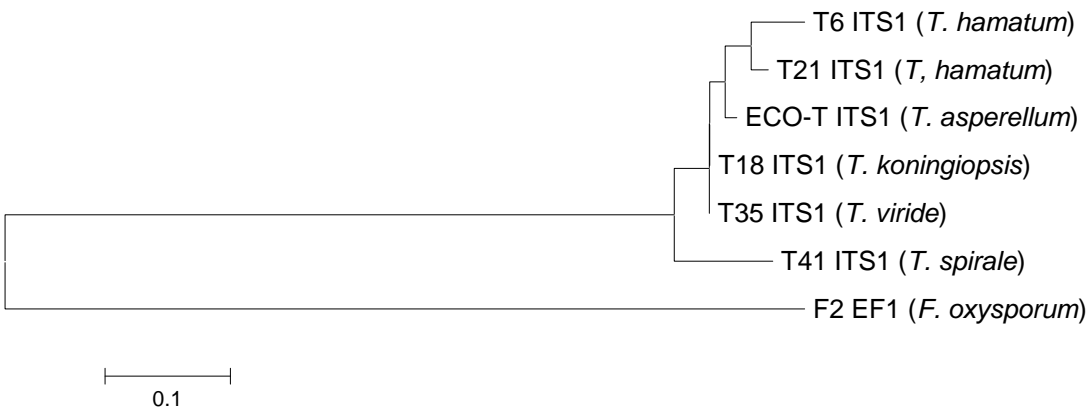 T6 ITS1 (T. hamatum)
T21 ITS1 (T, hamatum)
ECO-T ITS1 (T. asperellum)
T18 ITS1 (T. koningiopsis)
T35 ITS1 (T. viride)
T41 ITS1 (T. spirale)
F2 EF1 (F. oxysporum)
0.1